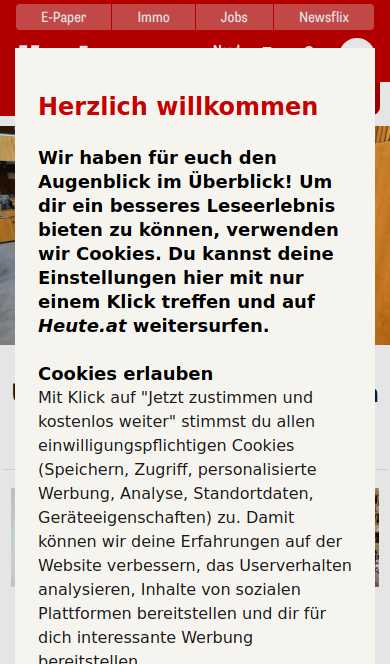 E-Paper
Immo
Jobs
Newsflix
Herzlich willkommen
Wir haben für euch den
Augenblick im Überblick! Um
dir ein besseres Leseerlebnis
bieten zu können, verwenden
wir Cookies. Du kannst deine
Einstellungen hier mit nur
einem Klick treffen und auf
Heute.at weitersurfen.
Cookies erlauben
Mit Klick auf "Jetzt zustimmen und
kostenlos weiter" stimmst du allen
einwilligungspflichtigen Cookies
(Speichern, Zugriff, personalisierte
Werbung, Analyse, Standortdaten,
Geräteeigenschaften) zu. Damit
können wir deine Erfahrungen auf der
Website verbessern, das Userverhalten
analysieren, Inhalte von sozialen
Plattformen bereitstellen und dir für
dich interessante Werbung
bereitstellen